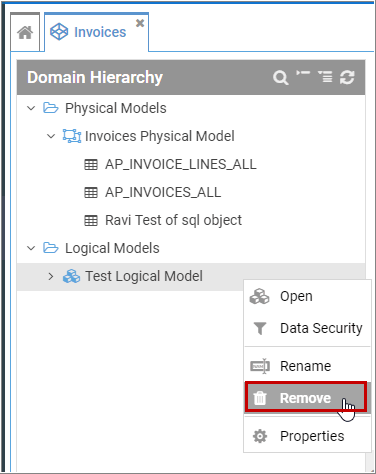 Invoices
Domain Hierarchy
Physical Models
Invoices Physical Model
AP_INVOICE_LINES_ALL
AP_INVOICES_ALL
Ravi Test of sql object
Logical Models
Test Logical Model
Open
Data Security
Rename
Remove
Properties